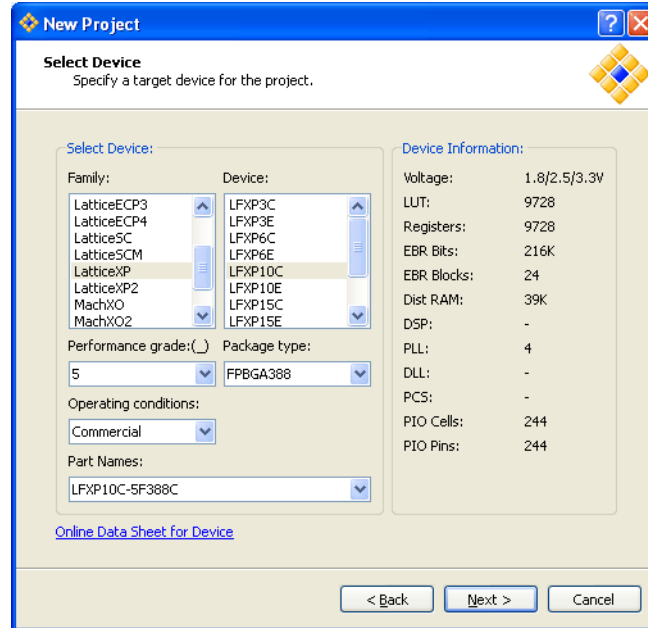 New Project
Select Device
Specify a target device for the project.
Select Device:
Family:
LatticeECP3
LatticeECP4
LatticeSC
LatticeSCM
LatticeXP
LatticeXP2
MachXO
MachXO2
Device:
LFXP3C
LFXP3E
LFXP6C
LFXP6E
LFXP10C
LFXP10E
LFXP15C
LFXP15E
Performance grade:(_)
5
Package type:
FPBGA388
Operating conditions:
Commercial
Part Names:
LFXP10C-5F388C
Device Information:
Voltage: 1.8/2.5/3.3V
LUT: 9728
Registers: 9728
EBR Bits: 216K
EBR Blocks: 24
Dist RAM: 39K
DSP: -
PLL: 4
DLL: -
PCS: -
PIO Cells: 244
PIO Pins: 244
Online Data Sheet for Device
< Back
Next >
Cancel